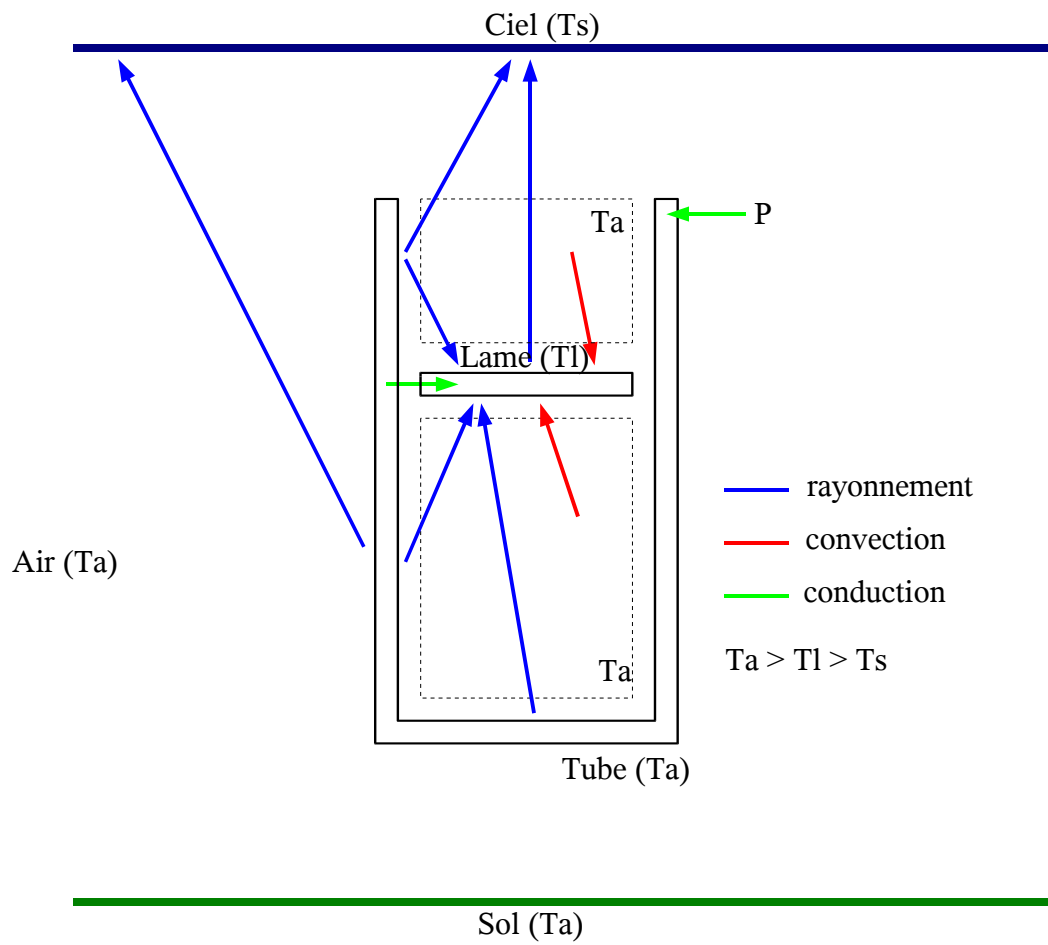 Ciel (Ts)
Ta
P
Lame (Tl)
rayonnement
convection
Air (Ta)
conduction
Ta > Tl > Ts
Ta
Tube (Ta)
Sol (Ta)